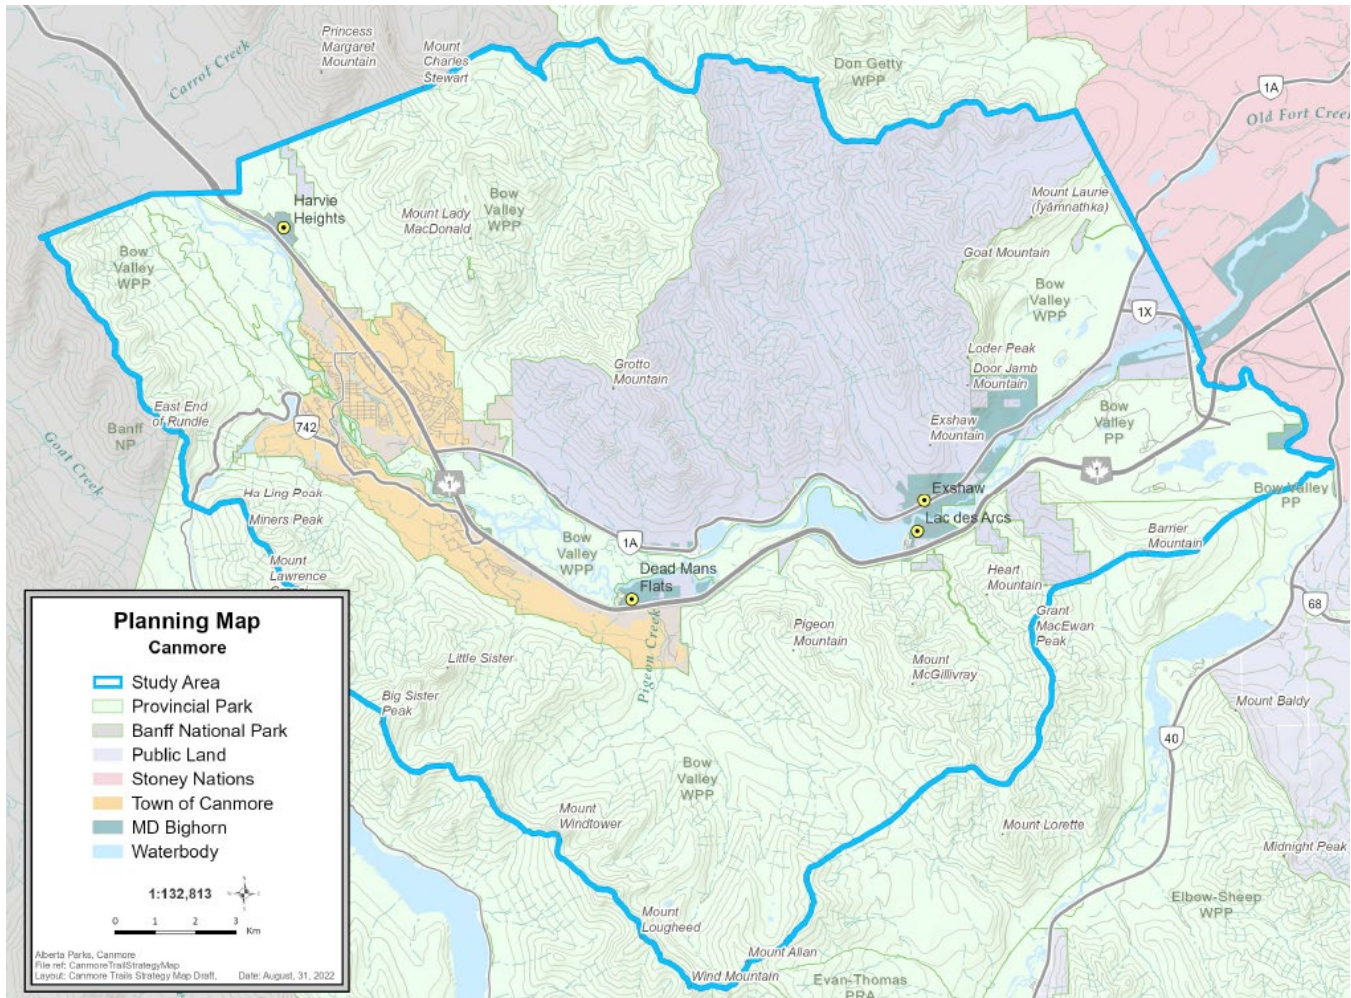 Princess
Margaret
Mountain
Mount
Charles
Stewart
Carrot Creek
Don Getty
WPP
1A
Old Fort Creek
Harvie
Heights
Bow
Valley
WPP
Mount Lady
MacDonald
Mount Laurie
(Îyâmnathka)
Goat Mountain
Bow
Valley
WPP
Bow
Valley
WPP
1X
Grotto
Mountain
Loder Peak
Door Jamb
Mountain
East End
of Rundle
Banff
NP
Goat Creek
742
Exshaw
Mountain
Bow
Valley
PP
1
1
Ha Ling Peak
Miners Peak
Exshaw
Lac des Arcs
Bow Valley
PP
Barrier
Mountain
1A
Bow
Valley
WPP
Dead Mans
Flats
Mount
Lawrence
Heart
Mountain
Grant
MacEwan
Peak
68
Pigeon
Mountain
Pigeon Creek
Little Sister
Mount
McGillivray
Big Sister
Peak
Mount Baldy
40
Bow
Valley
WPP
Mount
Windtower
Mount Lorette
Midnight Peak
Elbow-Sheep
WPP
Mount
Lougheed
Mount Allan
Wind Mountain
Evan-Thomas
PRA
Planning Map
Canmore
Study Area
Provincial Park
Banff National Park
Public Land
Stoney Nations
Town of Canmore
MD Bighorn
Waterbody
1:132,813
0 1 2 3
Km
Alberta Parks, Canmore
File ref: CanmoreTrailStrategyMap
Layout: Canmore Trails Strategy Map Draft. Date: August, 31, 2022